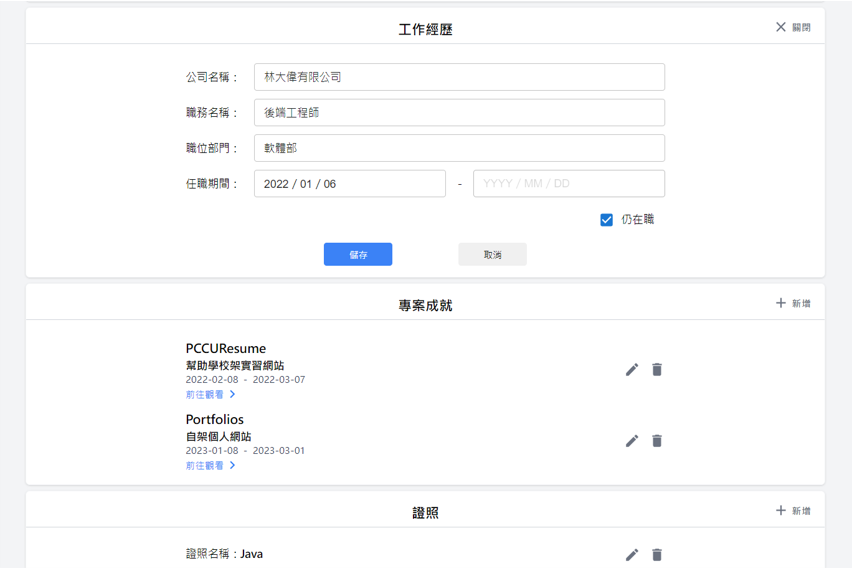 工作經歷
關閉
公司名稱：
林大偉有限公司
職務名稱：
後端工程師
職位部門：
軟體部
任職期間：
2022 / 01 / 06
-
YYYY / MM / DD
仍在職
儲存
取消
專案成就
新增
PCCUResume
幫助學校架實習網站
2022-02-08 - 2022-03-07
前往觀看
Portfolios
自架個人網站
2023-01-08 - 2023-03-01
前往觀看
證照
新增
證照名稱：Java